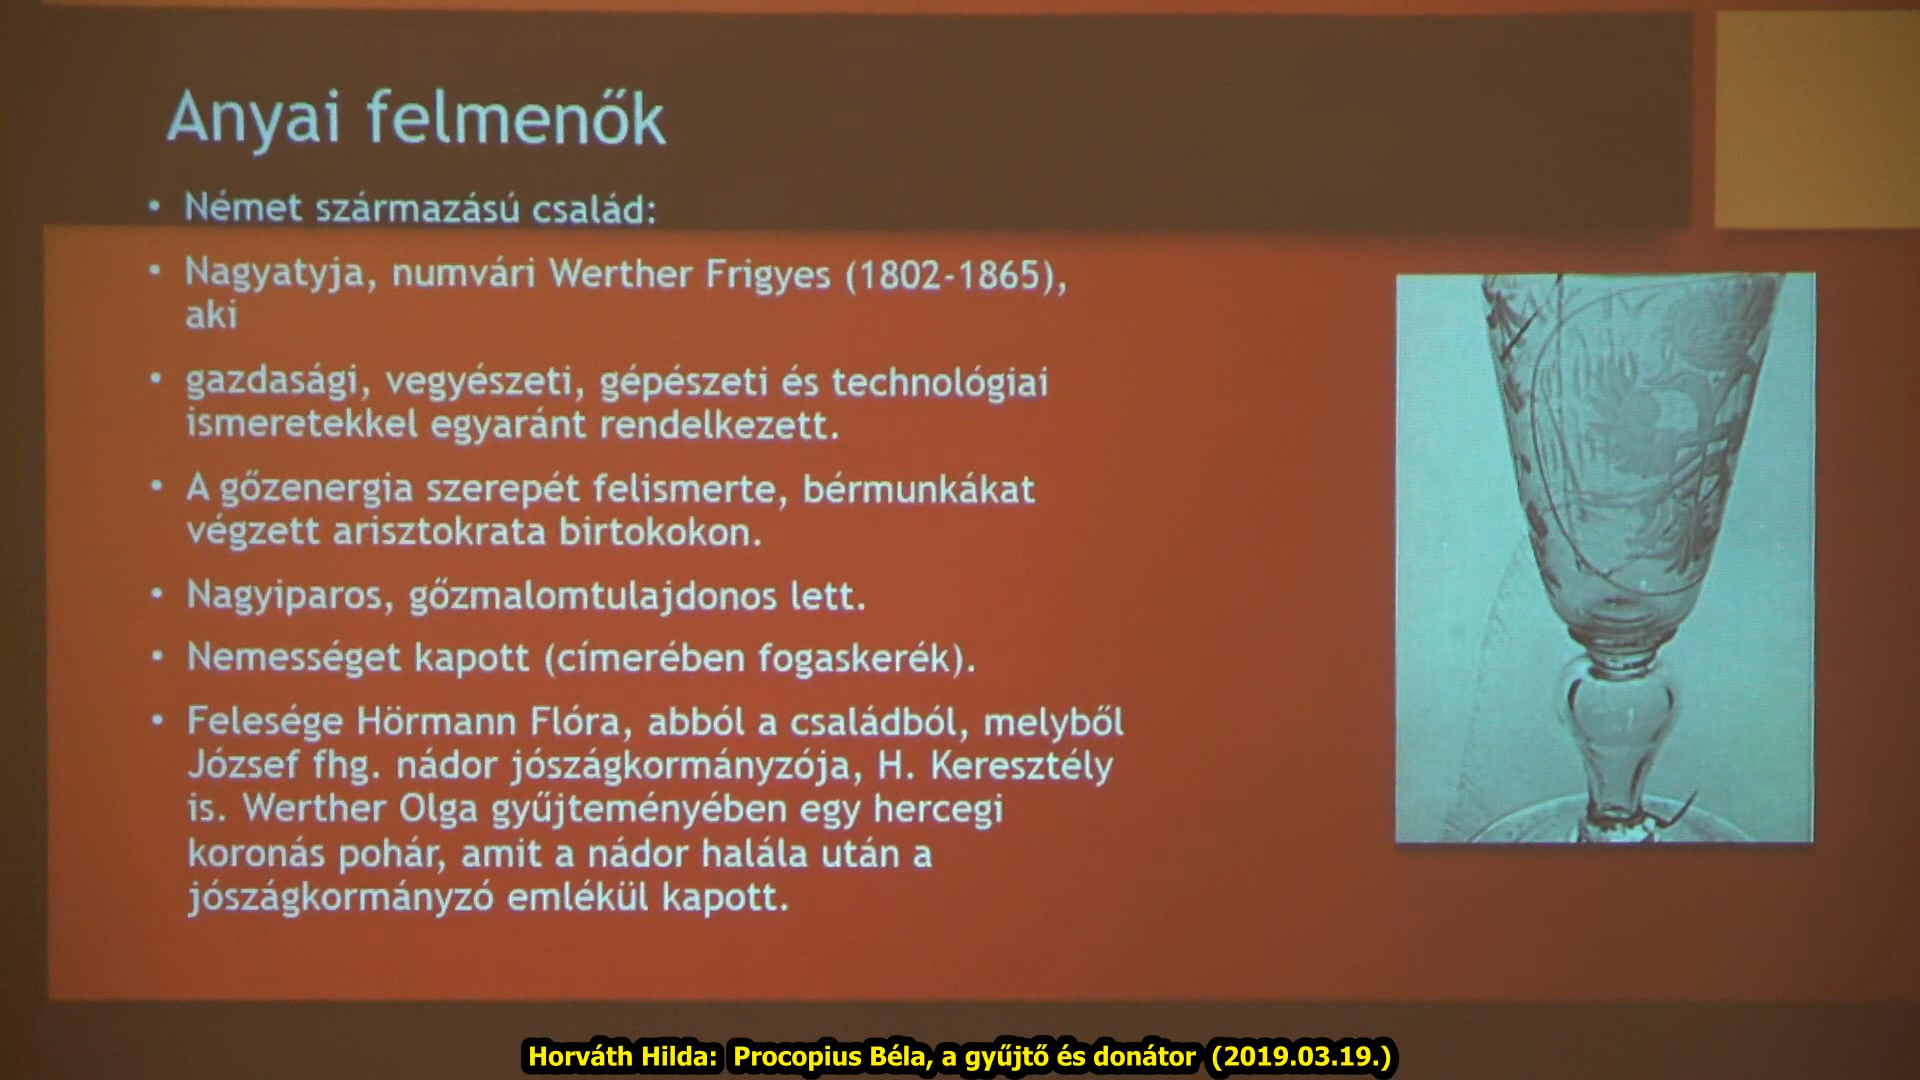 Anyai felmenők
• Német származású család:
• Nagyatyja, numvári Werther Frigyes (1802-1865),
aki
• gazdasági, vegyészeti, gépészeti és technológiai
ismeretekkel egyaránt rendelkezett.
• A gőzenergia szerepét felismerte, bérmunkákat
végzett arisztokrata birtokokon.
• Nagyiparos, gőzmalomtulajdonos lett.
• Nemességet kapott (címerében fogaskerék).
• Felesége Hörmann Flóra, abból a családból, melyből
József fhg. nádor jószágkormányzója, H. Keresztély
is. Werther Olga gyűjteményében egy hercegi
koronás pohár, amit a nádor halála után a
jószágkormányzó emlékül kapott.
Horváth Hilda: Procopius Béla, a gyűjtő és donátor (2019.03.19.)